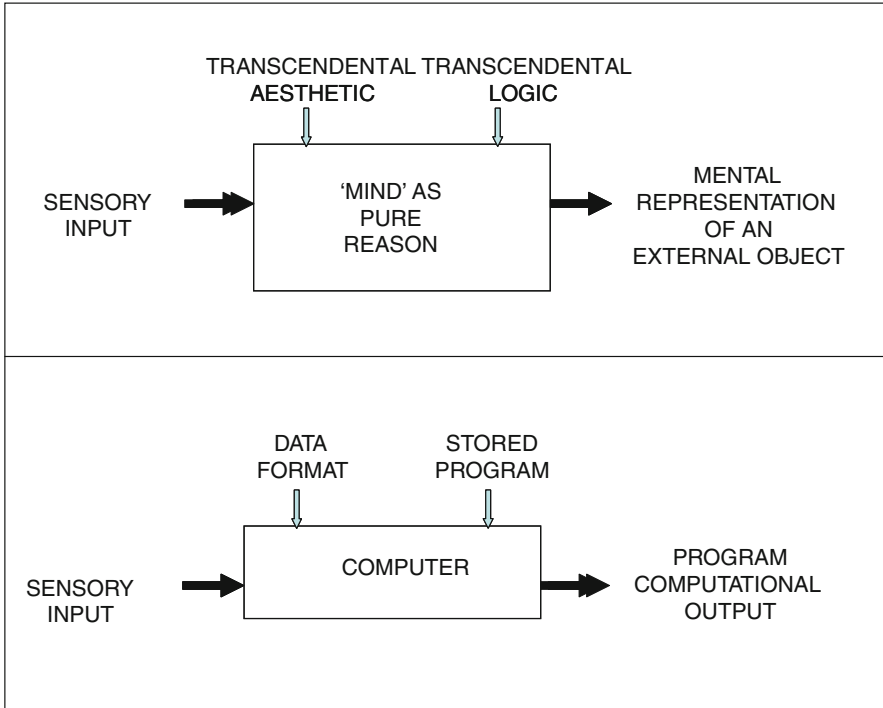 TRANSCENDENTAL TRANSCENDENTAL
AESTHETIC LOGIC
SENSORY
INPUT
‘MIND’ AS
PURE
REASON
MENTAL
REPRESENTATION
OF AN
EXTERNAL OBJECT
DATA
FORMAT
STORED
PROGRAM
SENSORY
INPUT
COMPUTER
PROGRAM
COMPUTATIONAL
OUTPUT